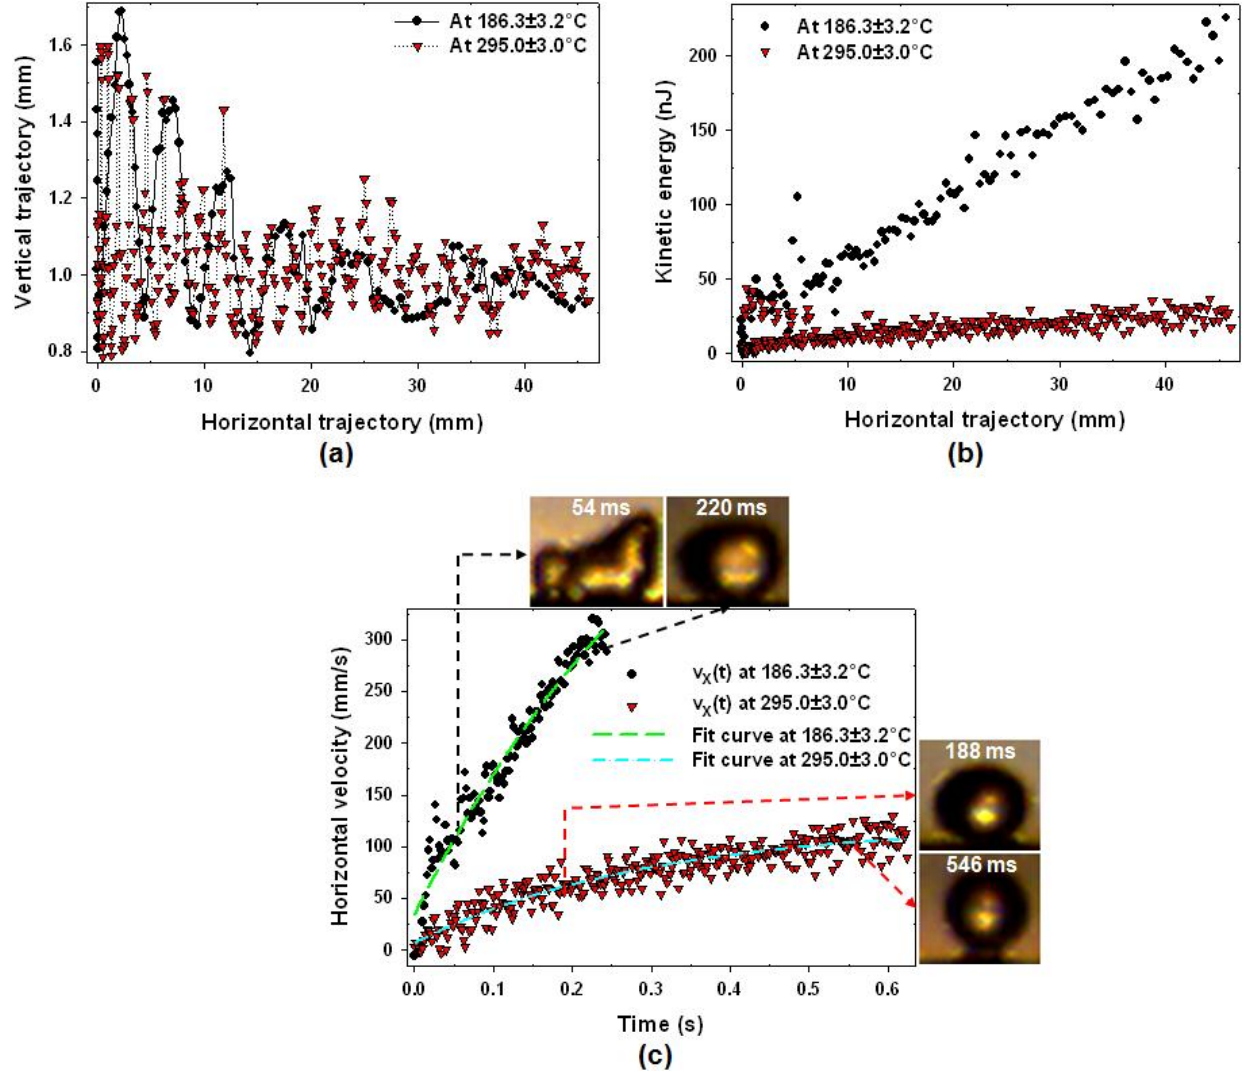 At 186.3±3.2°C
At 295.0±3.0°C
Vertical trajectory (mm)
1.6
1.4
1.2
1.0
0.8
0
10
20
30
40
Horizontal trajectory (mm)
(a)
At 186.3±3.2°C
At 295.0±3.0°C
Kinetic energy (nJ)
200
150
100
50
0
0
10
20
30
40
Horizontal trajectory (mm)
(b)
54 ms
220 ms
Horizontal velocity (mm/s)
300
250
200
150
100
50
0
vX(t) at 186.3±3.2°C
vX(t) at 295.0±3.0°C
Fit curve at 186.3±3.2°C
Fit curve at 295.0±3.0°C
188 ms
546 ms
0.0
0.1
0.2
0.3
0.4
0.5
0.6
Time (s)
(c)